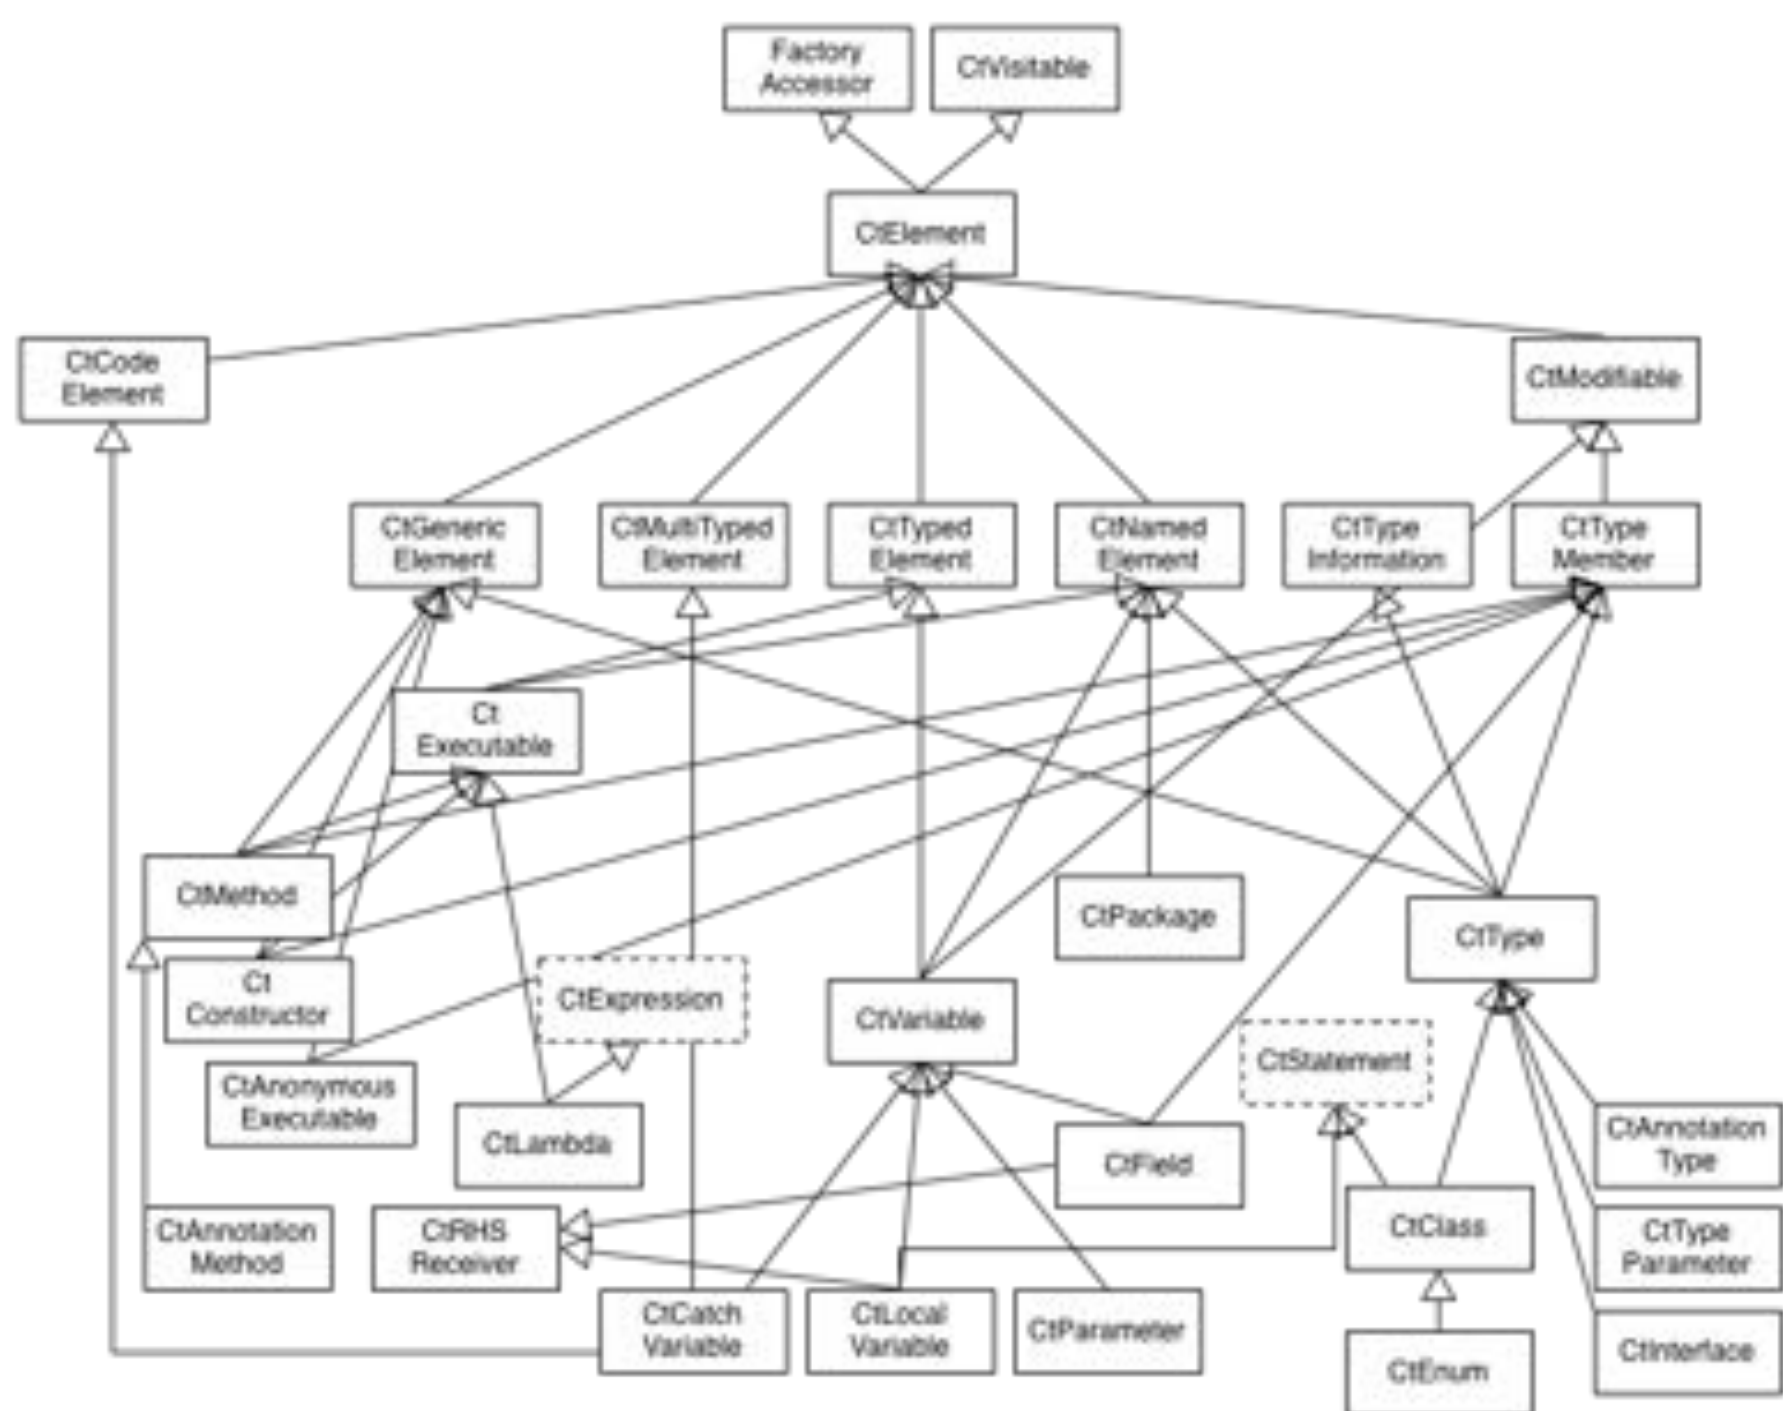 Factory
Accessor
CtVisitable
CtElement
CtCode
Element
CtModifiable
CtGeneric
Element
CtMultiTyped
Element
CtTyped
Element
CtNamed
Element
CtType
Information
CtType
Member
Ct
Executable
CtMethod
CtPackage
CtType
Ct
Constructor
CtExpression
CtVariable
CtStatement
CtAnonymous
Executable
CtLambda
CtField
CtAnnotation
Type
CtAnnotation
Method
CtRHS
Receiver
CtClass
CtType
Parameter
CtCatch
Variable
CtLocal
Variable
CtParameter
CtInterface
CtEnum